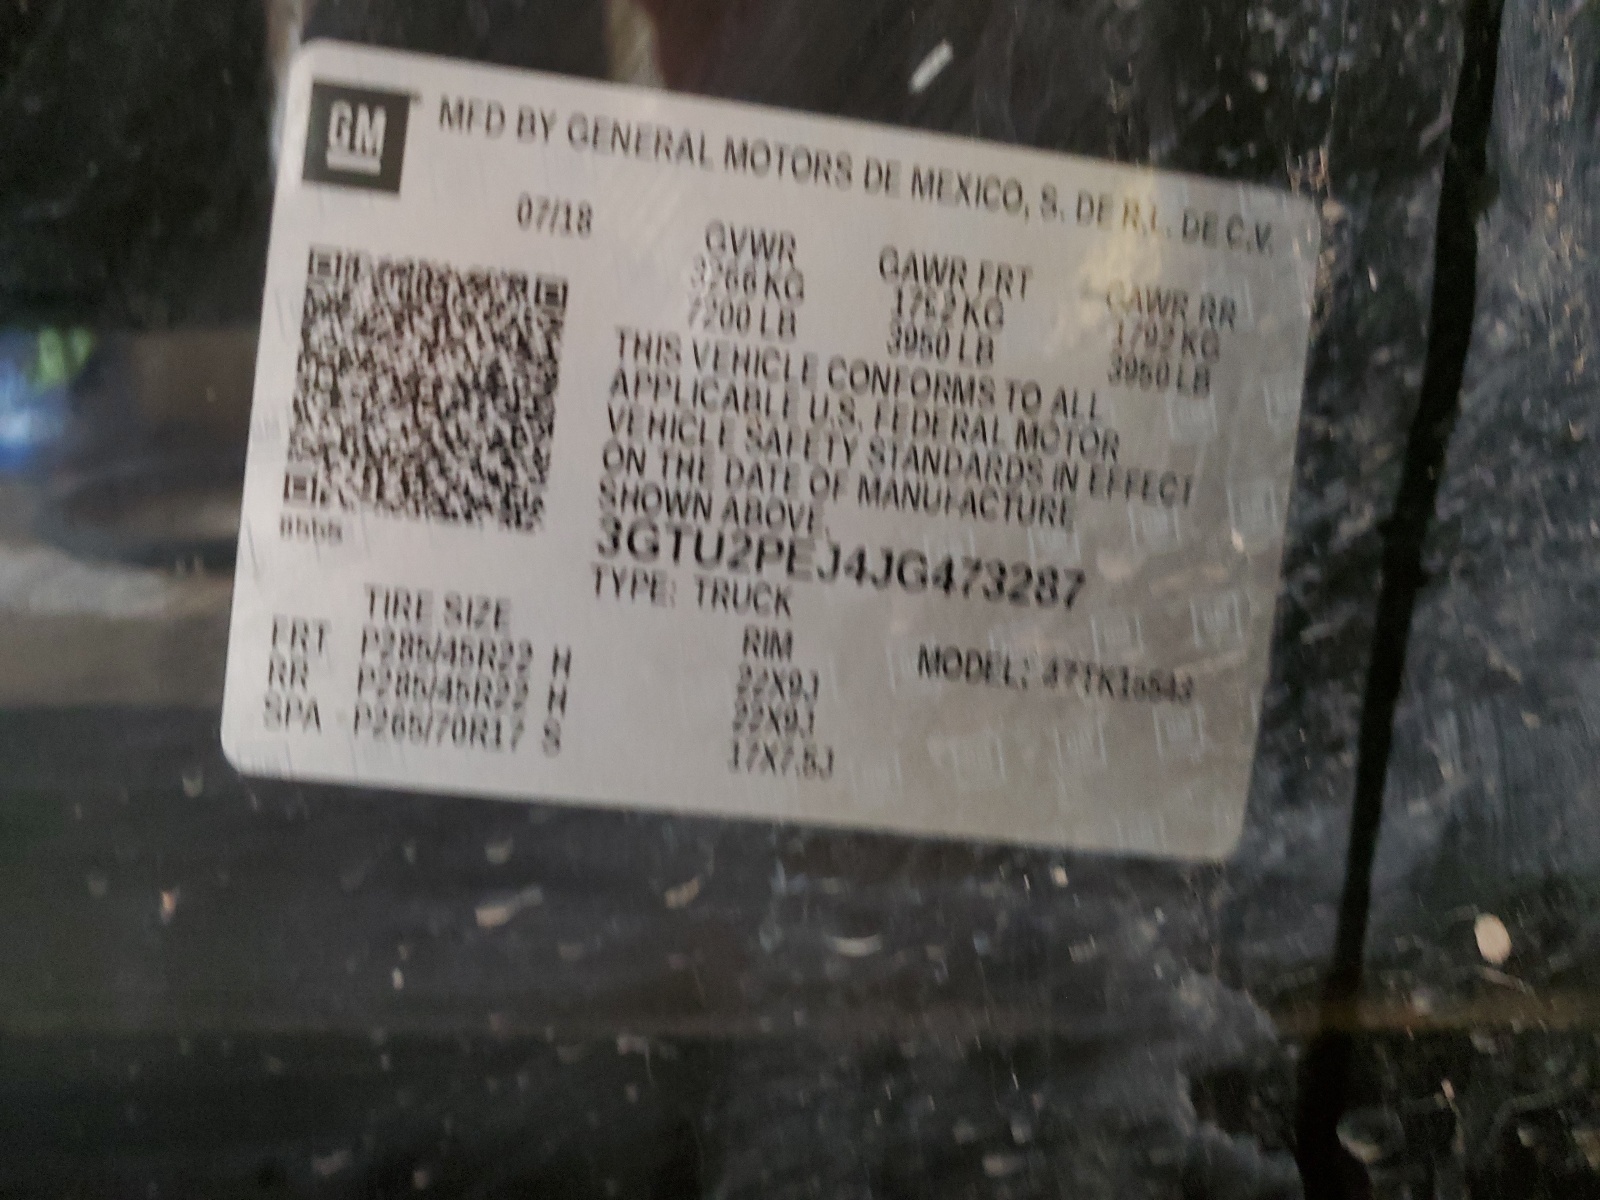 GM
MFD BY GENERAL MOTORS DE MEXICO, S. DE R.L. DE C.V.
07/18
GVWR GAWR FRT GAWR RR
3266 KG 1792 KG 1792 KG
7200 LB 3950 LB 3950 LB
THIS VEHICLE CONFORMS TO ALL
APPLICABLE U.S. FEDERAL MOTOR
VEHICLE SAFETY STANDARDS IN EFFECT
ON THE DATE OF MANUFACTURE
SHOWN ABOVE.
3GTU2PEJ4JG473287
TYPE: TRUCK
TIRE SIZE RIM MODEL:
FRT P285/45R22 H 22X9J
RR P285/45R22 H 22X9J
SPA P265/70R17 S 17X7.5J